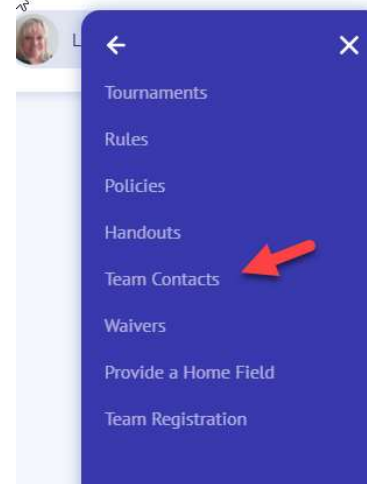 L
Tournaments
Rules
Policies
Handouts
Team Contacts
Waivers
Provide a Home Field
Team Registration